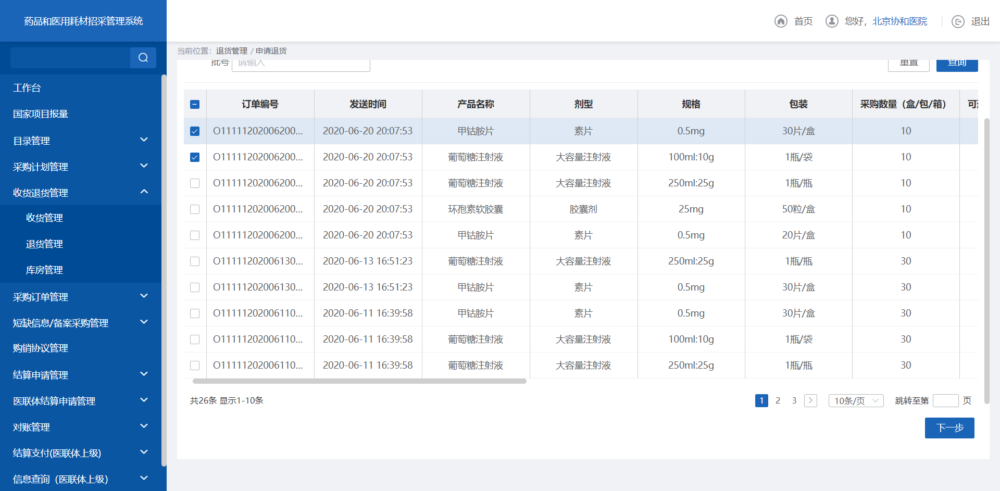 药品和医用耗材招采管理系统
首页
您好，北京协和医院
退出
当前位置：退货管理 / 申请退货
工作台
国家项目报量
目录管理
采购计划管理
收货退货管理
收货管理
退货管理
库房管理
采购订单管理
短缺信息/备案采购管理
购销协议管理
结算申请管理
医联体结算申请管理
对账管理
结算支付(医联体上级)
信息查询（医联体上级）
批号 请输入 重置 查询
订单编号 发送时间 产品名称 剂型 规格 包装 采购数量（盒/包/箱）
O11111202006200... 2020-06-20 20:07:53 甲钴胺片 素片 0.5mg 30片/盒 10
O11111202006200... 2020-06-20 20:07:53 葡萄糖注射液 大容量注射液 100ml:10g 1瓶/袋 10
O11111202006200... 2020-06-20 20:07:53 葡萄糖注射液 大容量注射液 250ml:25g 1瓶/瓶 10
O11111202006200... 2020-06-20 20:07:53 环孢素软胶囊 胶囊剂 25mg 50粒/盒 10
O11111202006200... 2020-06-20 20:07:53 甲钴胺片 素片 0.5mg 20片/盒 10
O11111202006130... 2020-06-13 16:51:23 葡萄糖注射液 大容量注射液 250ml:25g 1瓶/瓶 30
O11111202006130... 2020-06-13 16:51:23 甲钴胺片 素片 0.5mg 30片/盒 30
O11111202006110... 2020-06-11 16:39:58 甲钴胺片 素片 0.5mg 30片/盒 30
O11111202006110... 2020-06-11 16:39:58 葡萄糖注射液 大容量注射液 100ml:10g 1瓶/袋 30
O11111202006110... 2020-06-11 16:39:58 葡萄糖注射液 大容量注射液 250ml:25g 1瓶/瓶 30
共26条 显示1-10条 1 2 3 10条/页 跳转至第 页
下一步